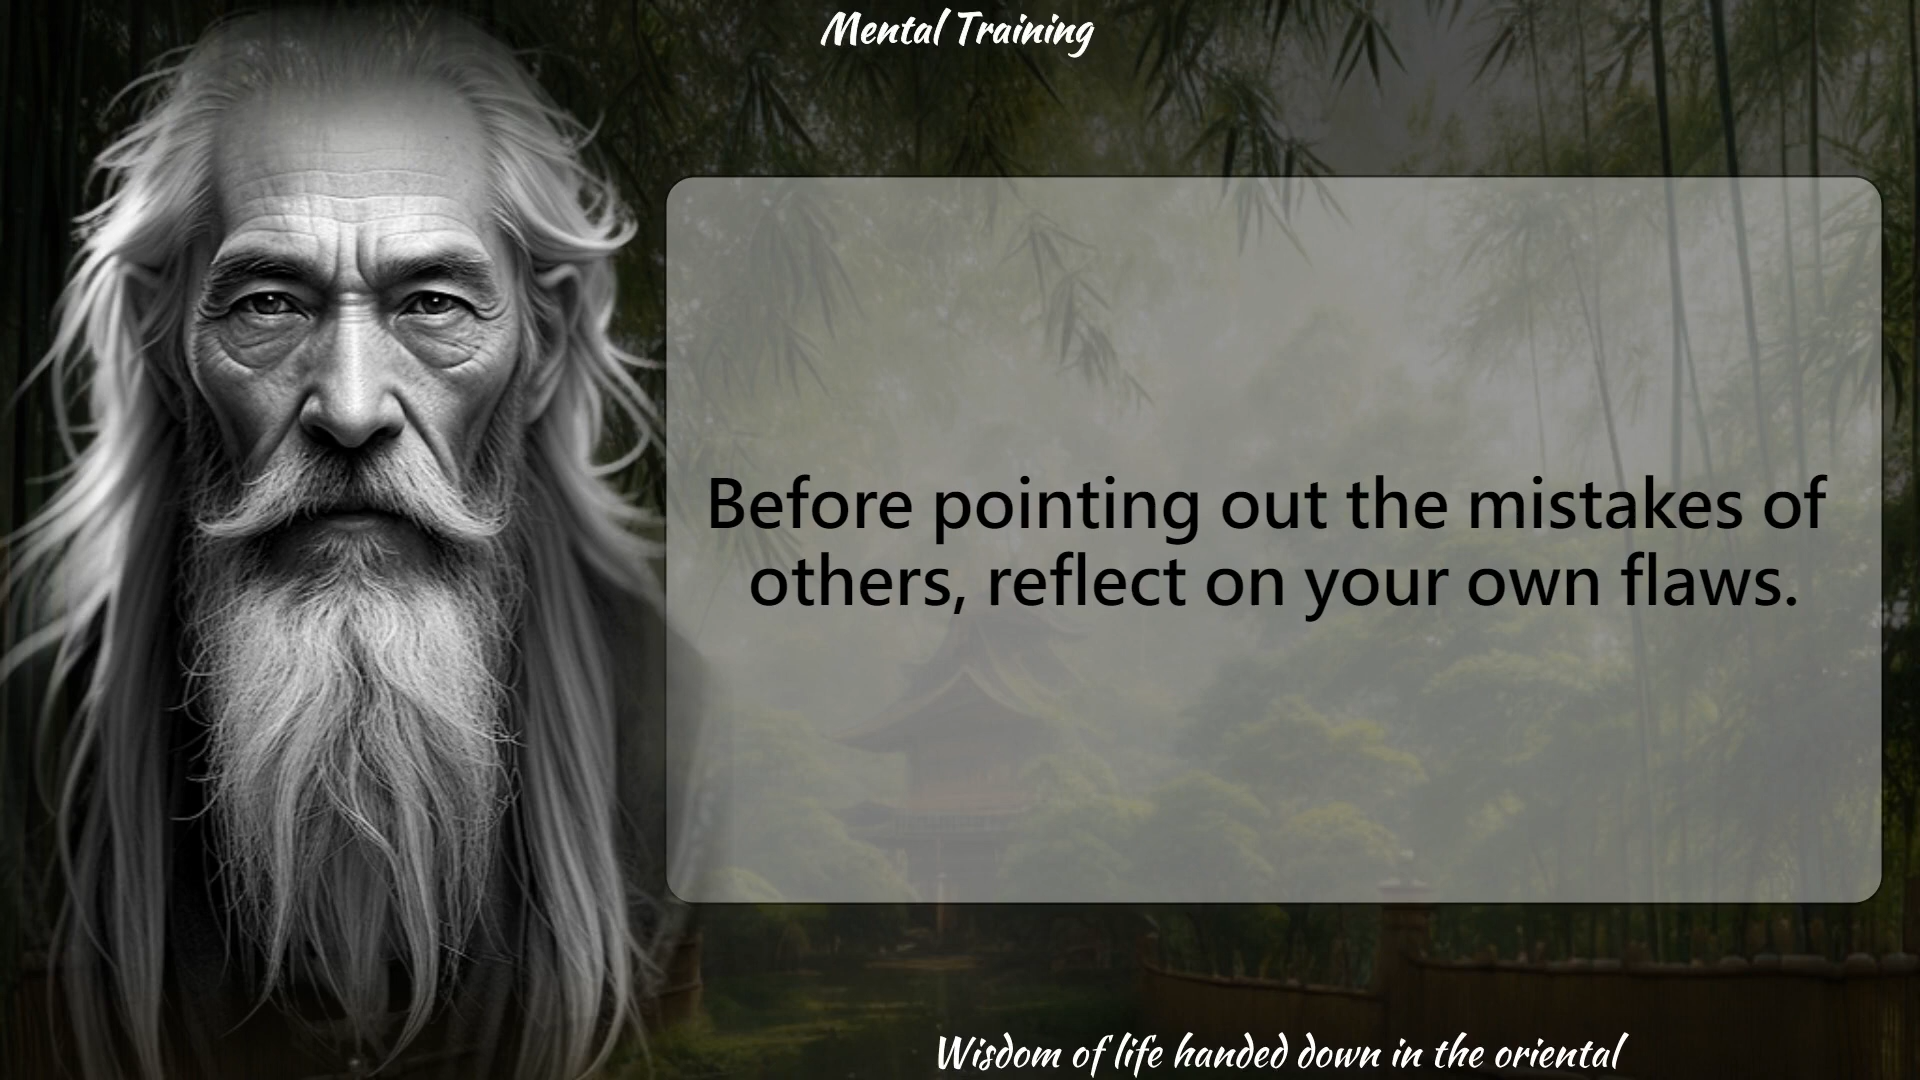 Mental Training
Before pointing out the mistakes of
others, reflect on your own flaws.
Wisdom of life handed down in the oriental